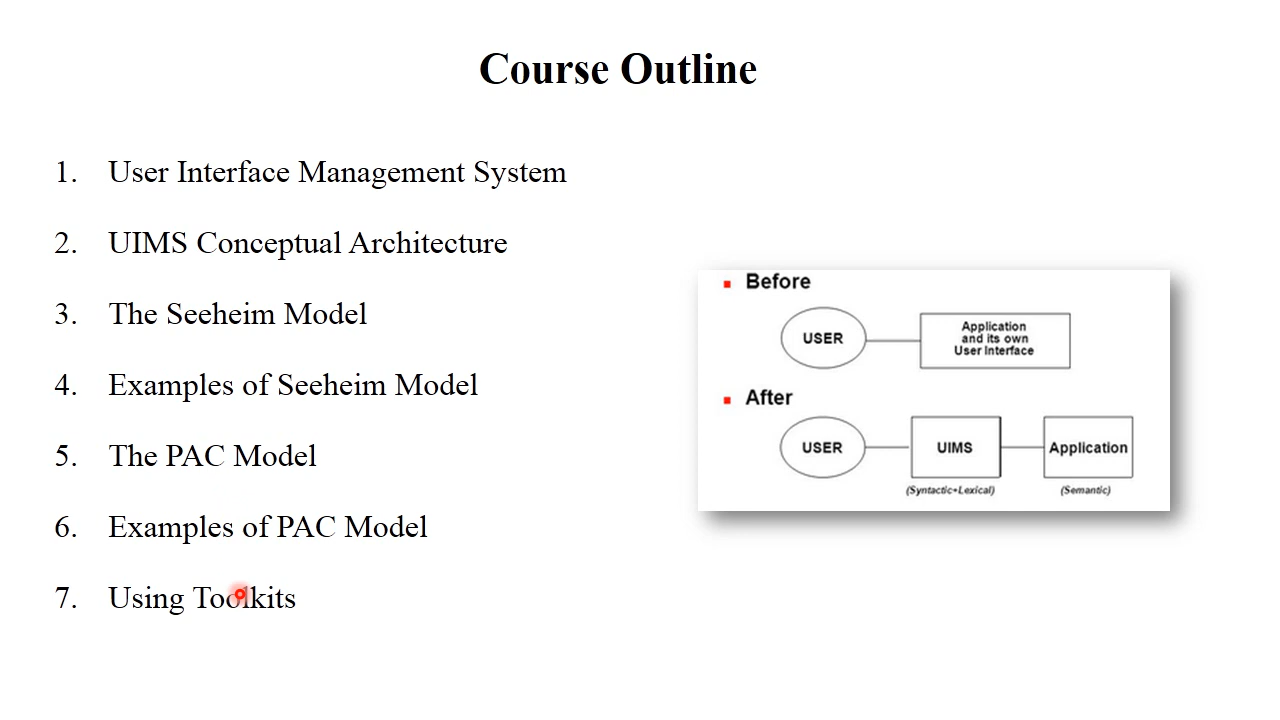 Course Outline
1. User Interface Management System
2. UIMS Conceptual Architecture
3. The Seeheim Model
4. Examples of Seeheim Model
5. The PAC Model
6. Examples of PAC Model
7. Using Toolkits
Before
USER
Application
and its own
User Interface
After
USER
UIMS
Application
(Syntactic+Lexical)
(Semantic)